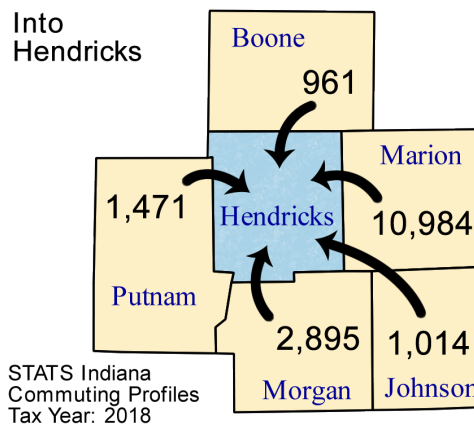 Into
Hendricks
Boone
961
Marion
1,471
Hendricks
10,984
Putnam
2,895
1,014
STATS Indiana
Commuting Profiles
Tax Year: 2018
Morgan
Johnson